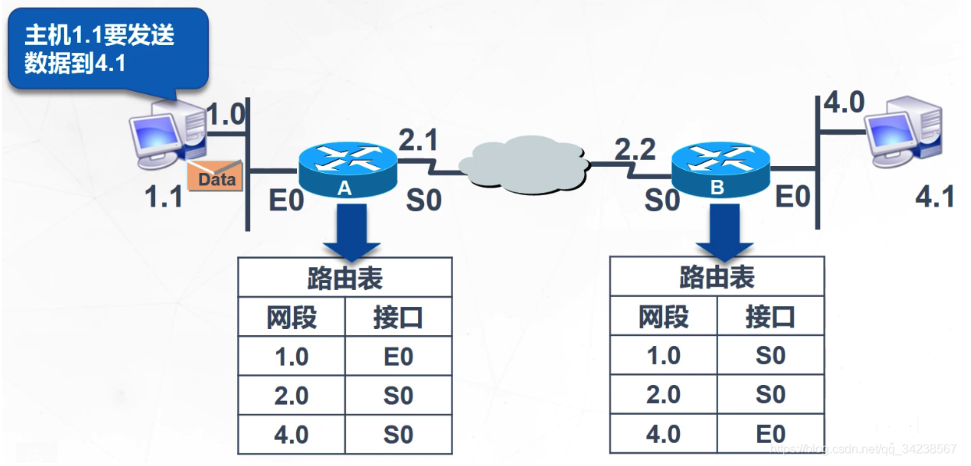 主机1.1要发送
数据到4.1
1.0
4.0
2.1
2.2
Data
A
B
1.1
E0
S0
S0
E0
4.1
路由表
网段 接口
1.0 E0
2.0 S0
4.0 S0
路由表
网段 接口
1.0 S0
2.0 S0
4.0 E0
https://blog.csdn.net/qq_34238567